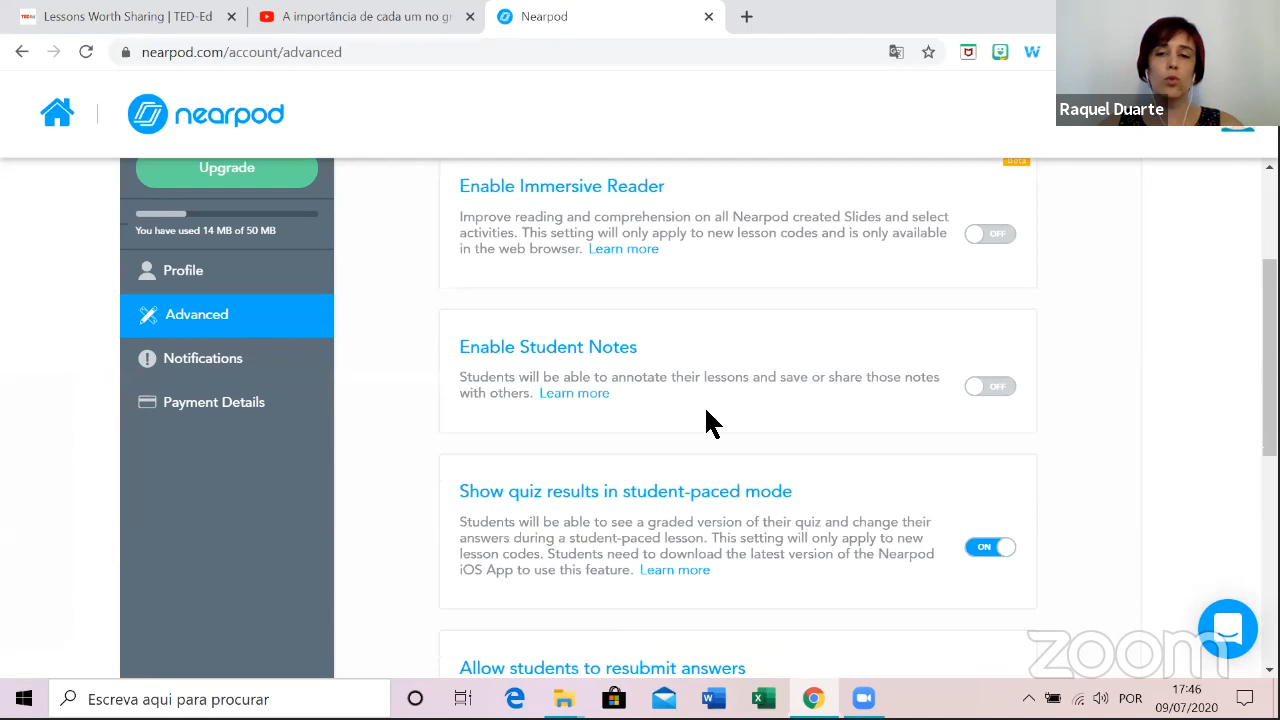 Lessons Worth Sharing | TED-Ed
A importância de cada um no gr
Nearpod
nearpod.com/account/advanced
Raquel Duarte
nearpod
Beta
Upgrade
You have used 14 MB of 50 MB
Profile
Advanced
Notifications
Payment Details
Enable Immersive Reader
Improve reading and comprehension on all Nearpod created Slides and select
activities. This setting will only apply to new lesson codes and is only available
in the web browser. Learn more
OFF
Enable Student Notes
Students will be able to annotate their lessons and save or share those notes
with others. Learn more
OFF
Show quiz results in student-paced mode
Students will be able to see a graded version of their quiz and change their
answers during a student-paced lesson. This setting will only apply to new
lesson codes. Students need to download the latest version of the Nearpod
iOS App to use this feature. Learn more
ON
Allow students to resubmit answers
zoom
Escreva aqui para procurar
POR
17:46
09/07/2020